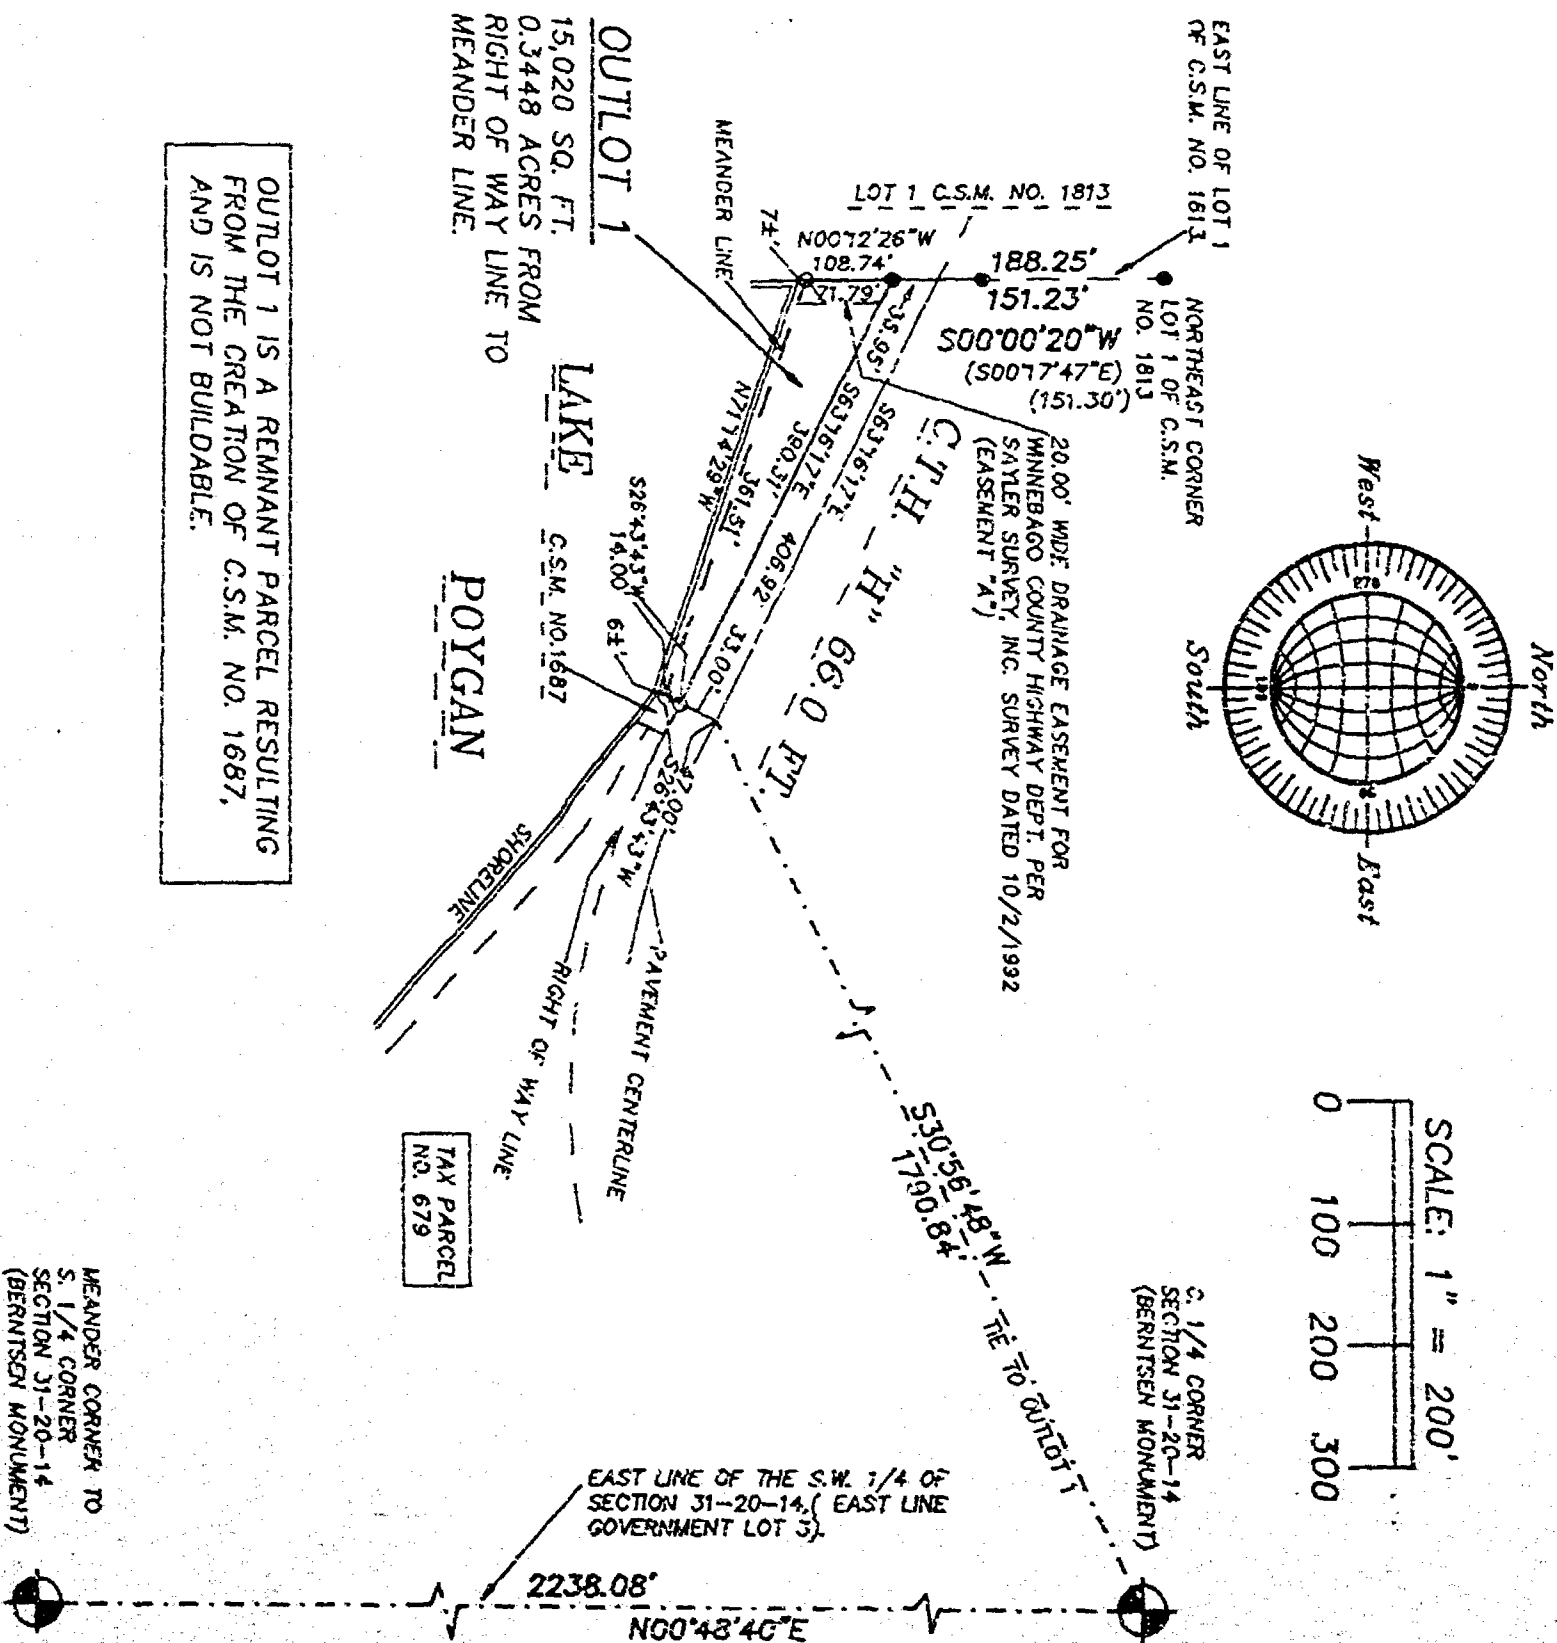 North
West
East
South
270
SCALE: 1" = 200'
0 100 200 300
EAST LINE OF LOT 1
OF C.S.M. NO. 1813
NORTHEAST CORNER
LOT 1 OF C.S.M.
NO. 1813
LOT 1 C.S.M. NO. 1813
188.25'
151.23'
S00°00'20"W
(S00°17'47"E)
(151.30')
N00°12'26"W
108.74'
71.79'
7±'
35.95'
20.00' WIDE DRAINAGE EASEMENT FOR
WINNEBAGO COUNTY HIGHWAY DEPT. PER
SAYLER SURVEY, INC. SURVEY DATED 10/2/1992
(EASEMENT "A")
C.T.H. "H" 66.0 FT.
S63°16'17"E 406.92'
33.00'
S63°16'17"E
390.31'
N71°14'29"W 361.51'
MEANDER LINE
OUTLOT 1
15,020 SQ. FT.
0.3448 ACRES FROM
RIGHT OF WAY LINE TO
MEANDER LINE.
LAKE
POYGAN
C.S.M. NO. 1687
S26°43'43"W
14.00'
6±'
47.00'
S26°43'43"W
SHORELINE
PAVEMENT CENTERLINE
RIGHT OF WAY LINE
TAX PARCEL
NO. 679
S30°56'48"W
1790.84'
TIE TO OUTLOT 1
C. 1/4 CORNER
SECTION 31-20-14
(BERNTSEN MONUMENT)
EAST LINE OF THE S.W. 1/4 OF
SECTION 31-20-14.( EAST LINE
GOVERNMENT LOT 3).
2238.08'
N00°48'40"E
MEANDER CORNER TO
S. 1/4 CORNER
SECTION 31-20-14
(BERNTSEN MONUMENT)
OUTLOT 1 IS A REMNANT PARCEL RESULTING
FROM THE CREATION OF C.S.M. NO. 1687,
AND IS NOT BUILDABLE.